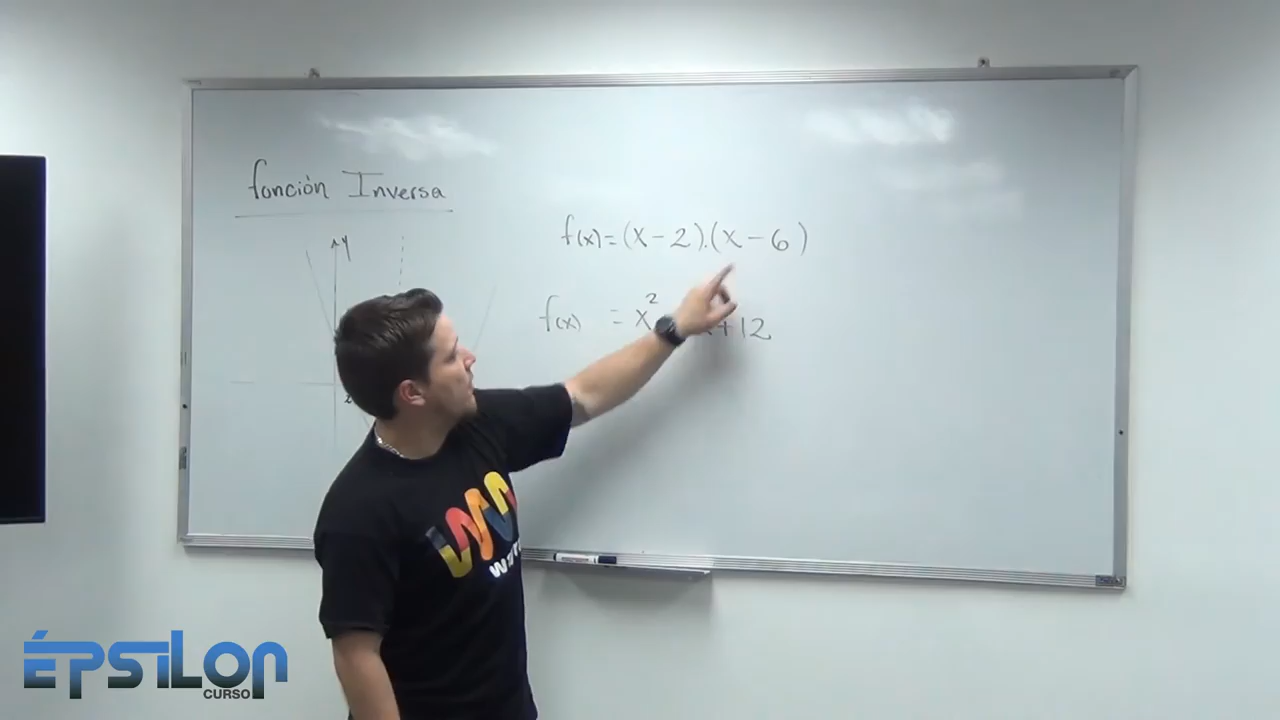 fonción Inversa
f(x)=(x-2).(x-6)
y
f(x) = x² x+12
ÉPSILON
CURSO